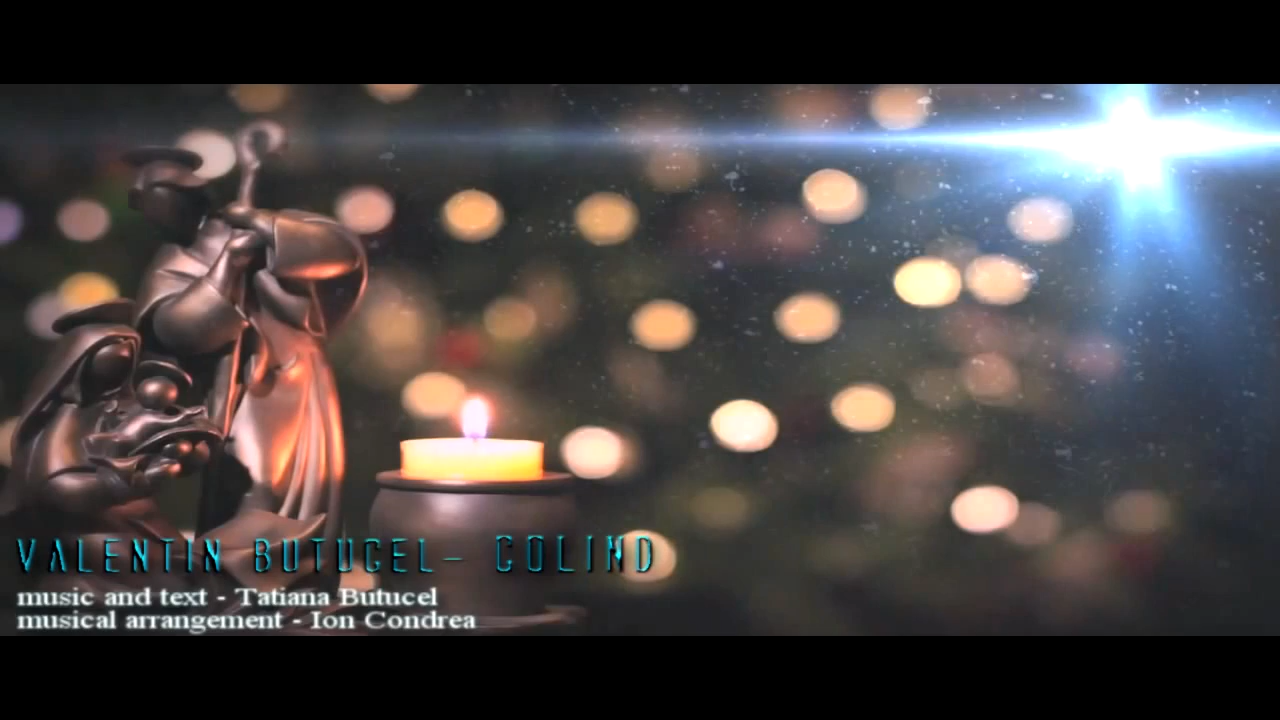 VALENTIN BUTUCEL- COLIND
music and text - Tatiana Butucel
musical arrangement - Ion Condrea